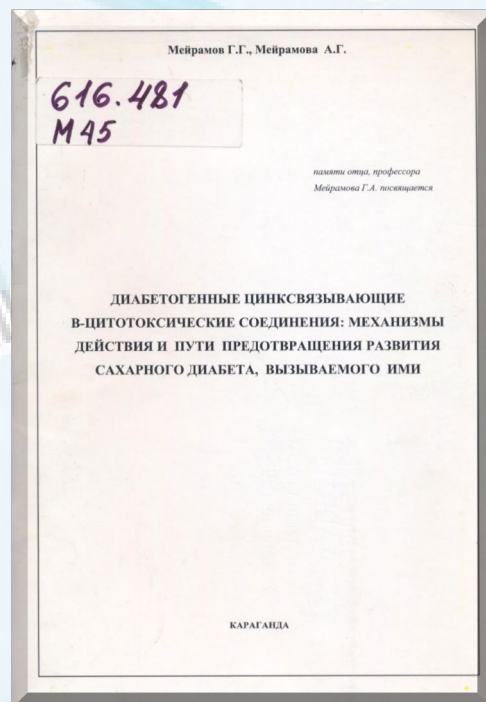 Мейрамов Г.Г., Мейрамова А.Г.
616.481
М45
памяти отца, профессора
Мейрамова Г.А. посвящается
ДИАБЕТОГЕННЫЕ ЦИНКСВЯЗЫВАЮЩИЕ
В-ЦИТОТОКСИЧЕСКИЕ СОЕДИНЕНИЯ: МЕХАНИЗМЫ
ДЕЙСТВИЯ И ПУТИ ПРЕДОТВРАЩЕНИЯ РАЗВИТИЯ
САХАРНОГО ДИАБЕТА, ВЫЗЫВАЕМОГО ИМИ
КАРАГАНДА